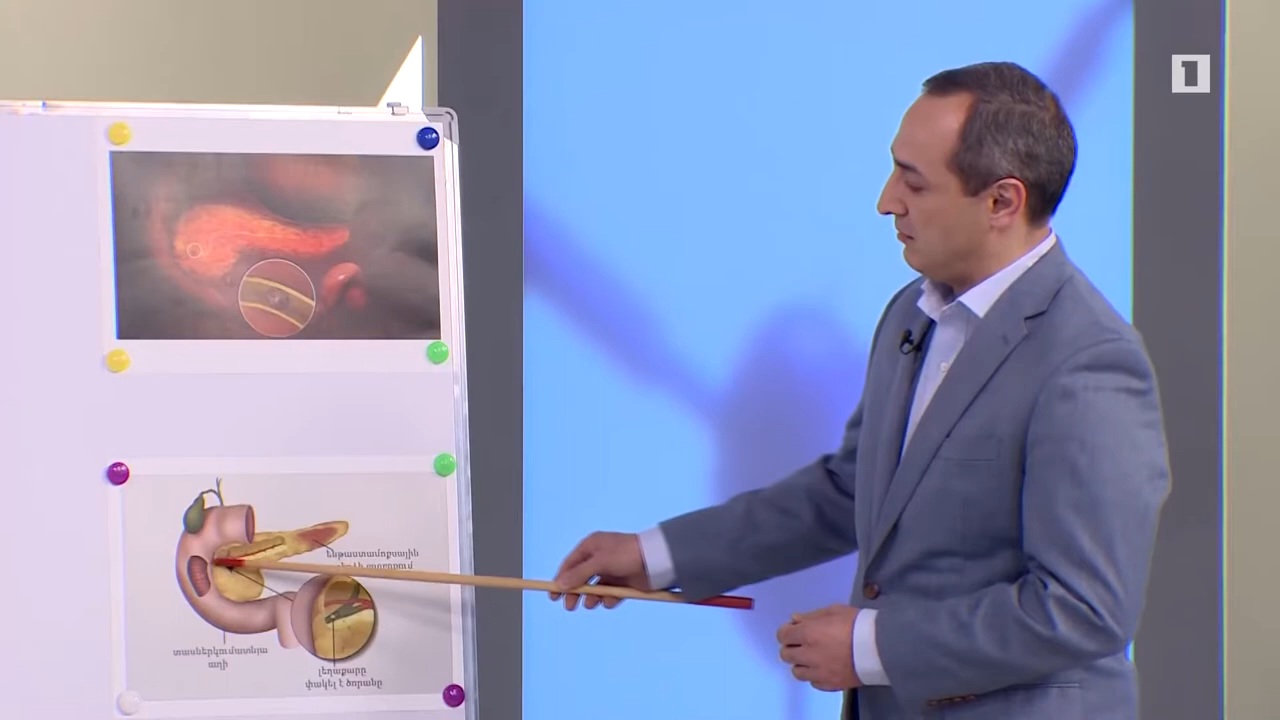 1
ենթաստամոքսային
տասներկումատնյա
աղի
լեղաքարը
փակել է ծորանը